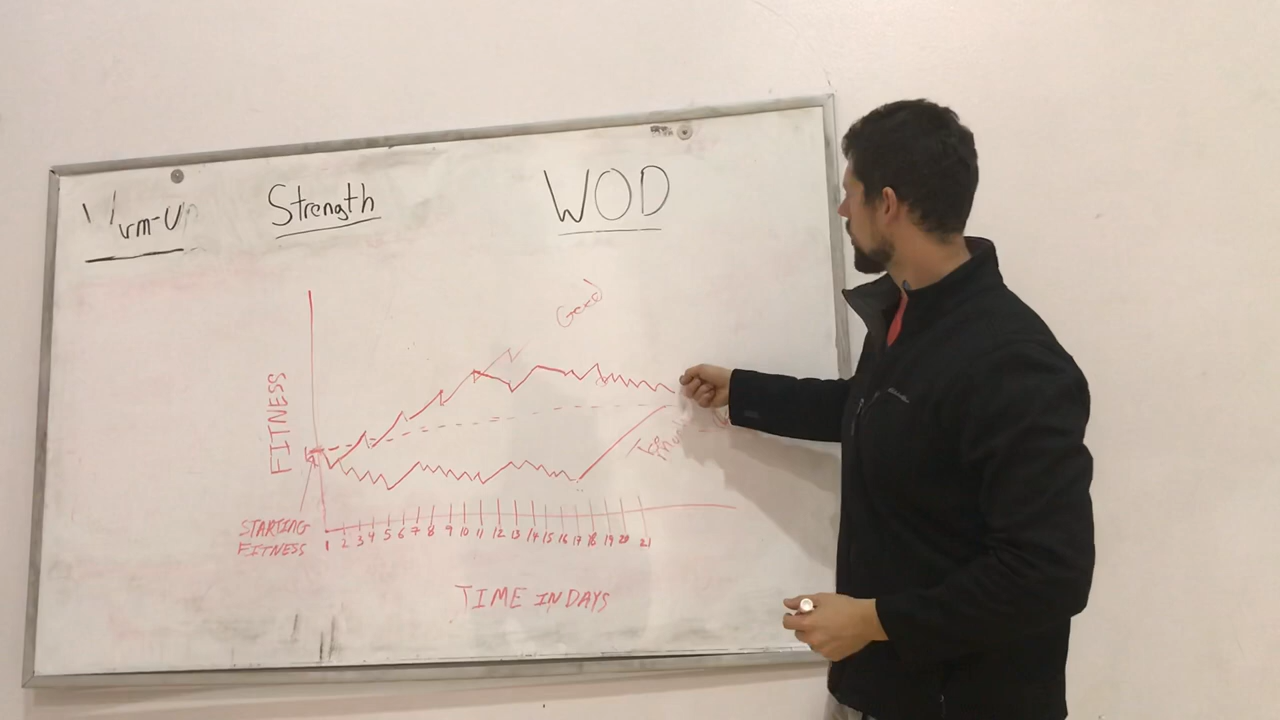 Strength
WOD
Good
FITNESS
STARTING
FITNESS
1 2 3 4 5 6 7 8 9 10 11 12 13 14 15 16 17 18 19 20 21
TIME IN DAYS